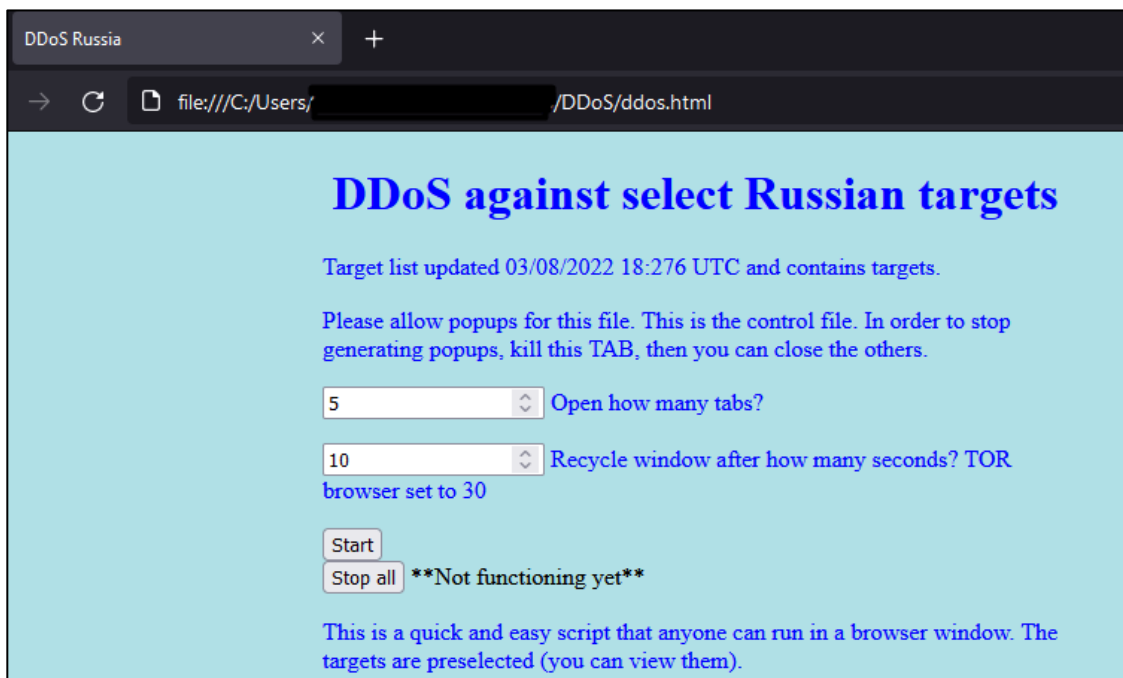 DDoS Russia
file:///C:/Users/
/DDoS/ddos.html
DDoS against select Russian targets
Target list updated 03/08/2022 18:276 UTC and contains targets.
Please allow popups for this file. This is the control file. In order to stop
generating popups, kill this TAB, then you can close the others.
5 Open how many tabs?
10 Recycle window after how many seconds? TOR
browser set to 30
Start
Stop all **Not functioning yet**
This is a quick and easy script that anyone can run in a browser window. The
targets are preselected (you can view them).